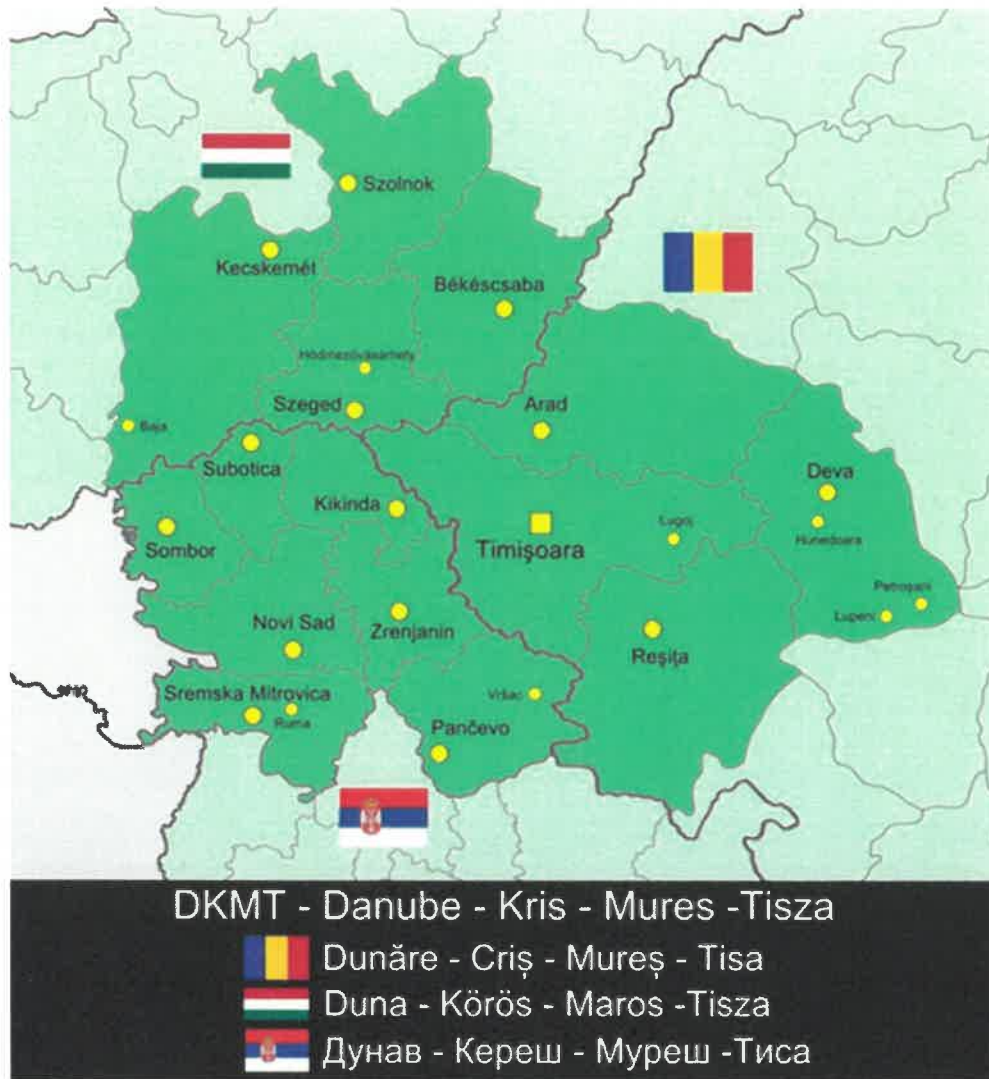 Szolnok
Kecskemét
Békéscsaba
Hódmezővásárhely
Szeged
Arad
Baja
Subotica
Deva
Kikinda
Lugoj
Hunedoara
Sombor
Timişoara
Petroşani
Lupeni
Novi Sad
Zrenjanin
Reşiţa
Sremska Mitrovica
Vršac
Ruma
Pančevo
DKMT - Danube - Kris - Mures -Tisza
Dunăre - Criș - Mureș - Tisa
Duna - Körös - Maros -Tisza
Дунав - Кереш - Муреш -Тиса